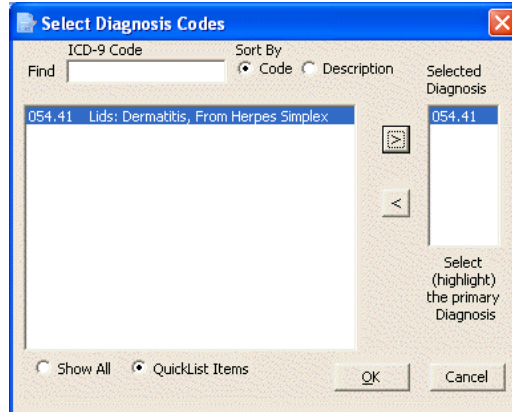 Select Diagnosis Codes
ICD-9 Code
Sort By
Find
Code
Description
Selected
Diagnosis
054.41 Lids: Dermatitis, From Herpes Simplex
054.41
>
<
Select
(highlight)
the primary
Diagnosis
Show All
QuickList Items
OK
Cancel